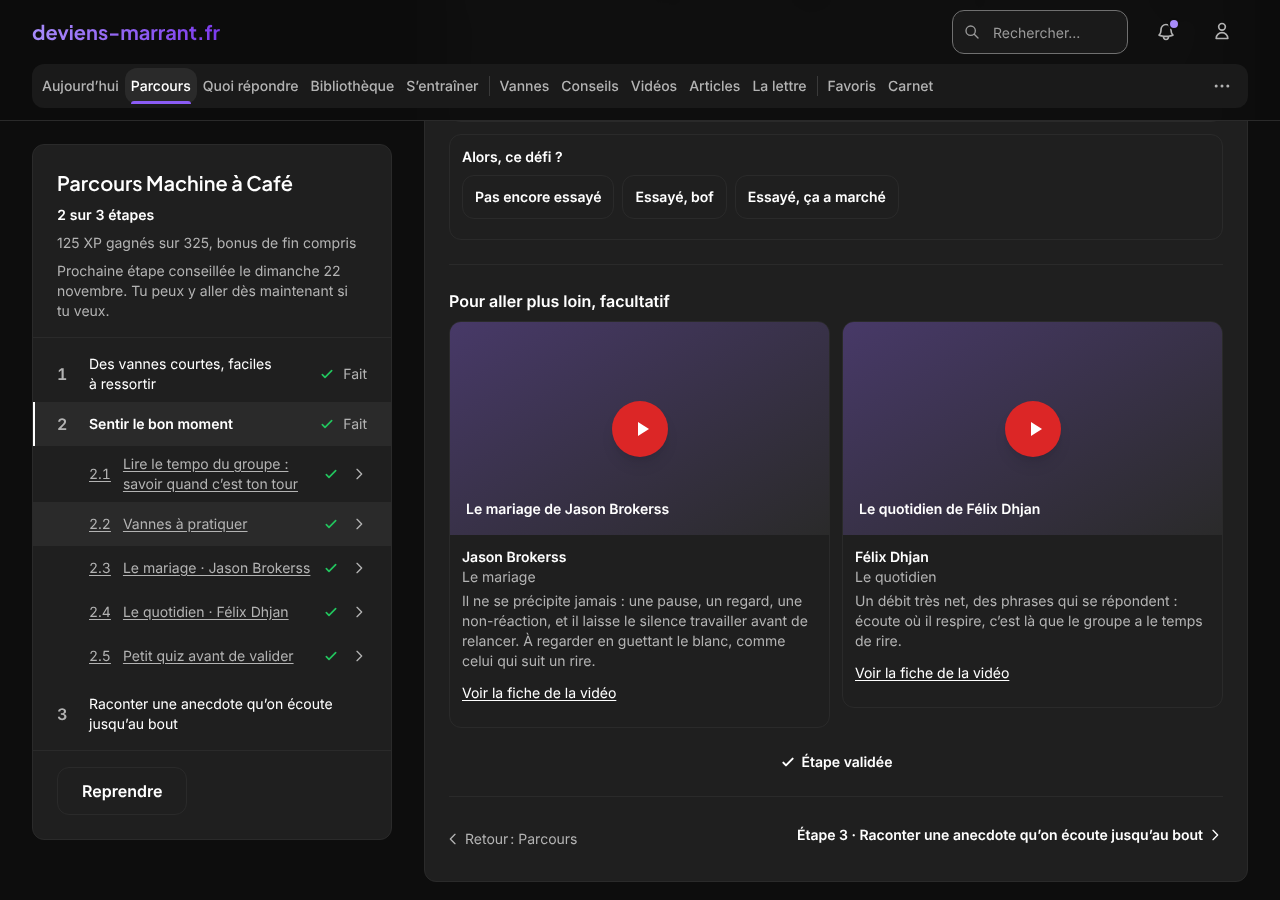 deviens-marrant.fr
Rechercher...
Aujourd’hui
Parcours
Quoi répondre
Bibliothèque
S’entraîner
Vannes
Conseils
Vidéos
Articles
La lettre
Favoris
Carnet
Parcours Machine à Café
2 sur 3 étapes
125 XP gagnés sur 325, bonus de fin compris
Prochaine étape conseillée le dimanche 22
novembre. Tu peux y aller dès maintenant si
tu veux.
1
Des vannes courtes, faciles
à ressortir
Fait
2
Sentir le bon moment
Fait
2.1
Lire le tempo du groupe :
savoir quand c’est ton tour
2.2
Vannes à pratiquer
2.3
Le mariage · Jason Brokerss
2.4
Le quotidien · Félix Dhjan
2.5
Petit quiz avant de valider
3
Raconter une anecdote qu’on écoute
jusqu’au bout
Reprendre
Alors, ce défi ?
Pas encore essayé
Essayé, bof
Essayé, ça a marché
Pour aller plus loin, facultatif
Le mariage de Jason Brokerss
Jason Brokerss
Le mariage
Il ne se précipite jamais : une pause, un regard, une
non-réaction, et il laisse le silence travailler avant de
relancer. À regarder en guettant le blanc, comme
celui qui suit un rire.
Voir la fiche de la vidéo
Le quotidien de Félix Dhjan
Félix Dhjan
Le quotidien
Un débit très net, des phrases qui se répondent :
écoute où il respire, c’est là que le groupe a le temps
de rire.
Voir la fiche de la vidéo
Étape validée
Retour : Parcours
Étape 3 · Raconter une anecdote qu’on écoute jusqu’au bout